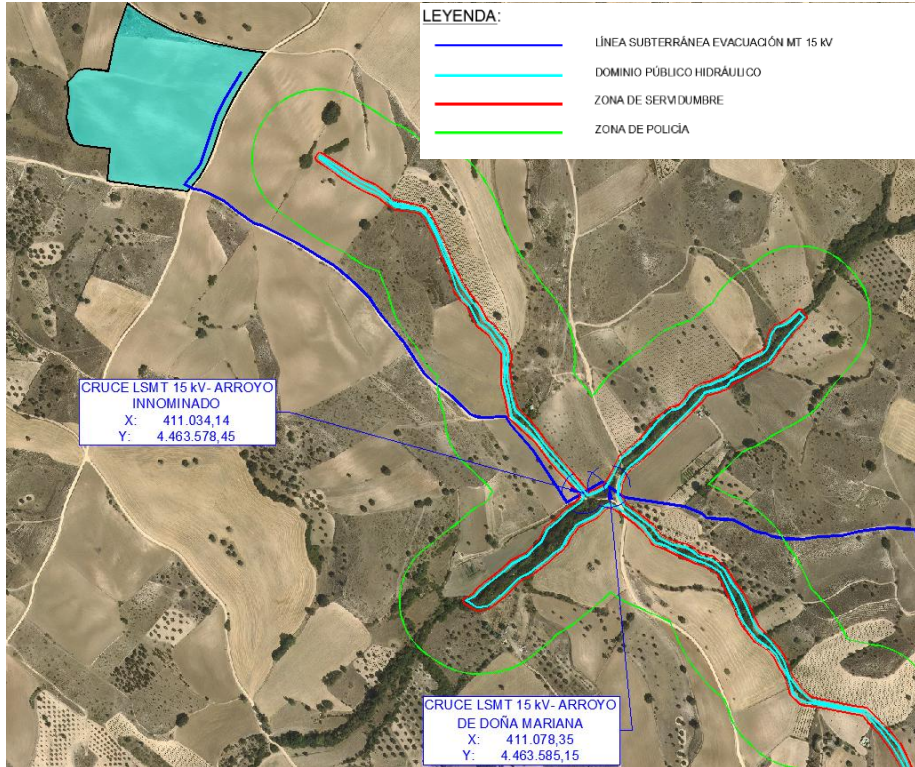 LEYENDA:
LÍNEA SUBTERRÁNEA EVACUACIÓN MT 15 kV
DOMINIO PÚBLICO HIDRÁULICO
ZONA DE SERVIDUMBRE
ZONA DE POLICÍA
CRUCE LSMT 15 kV- ARROYO
INNOMINADO
X: 411.034,14
Y: 4.463.578,45
CRUCE LSMT 15 kV- ARROYO
DE DOÑA MARIANA
X: 411.078,35
Y: 4.463.585,15